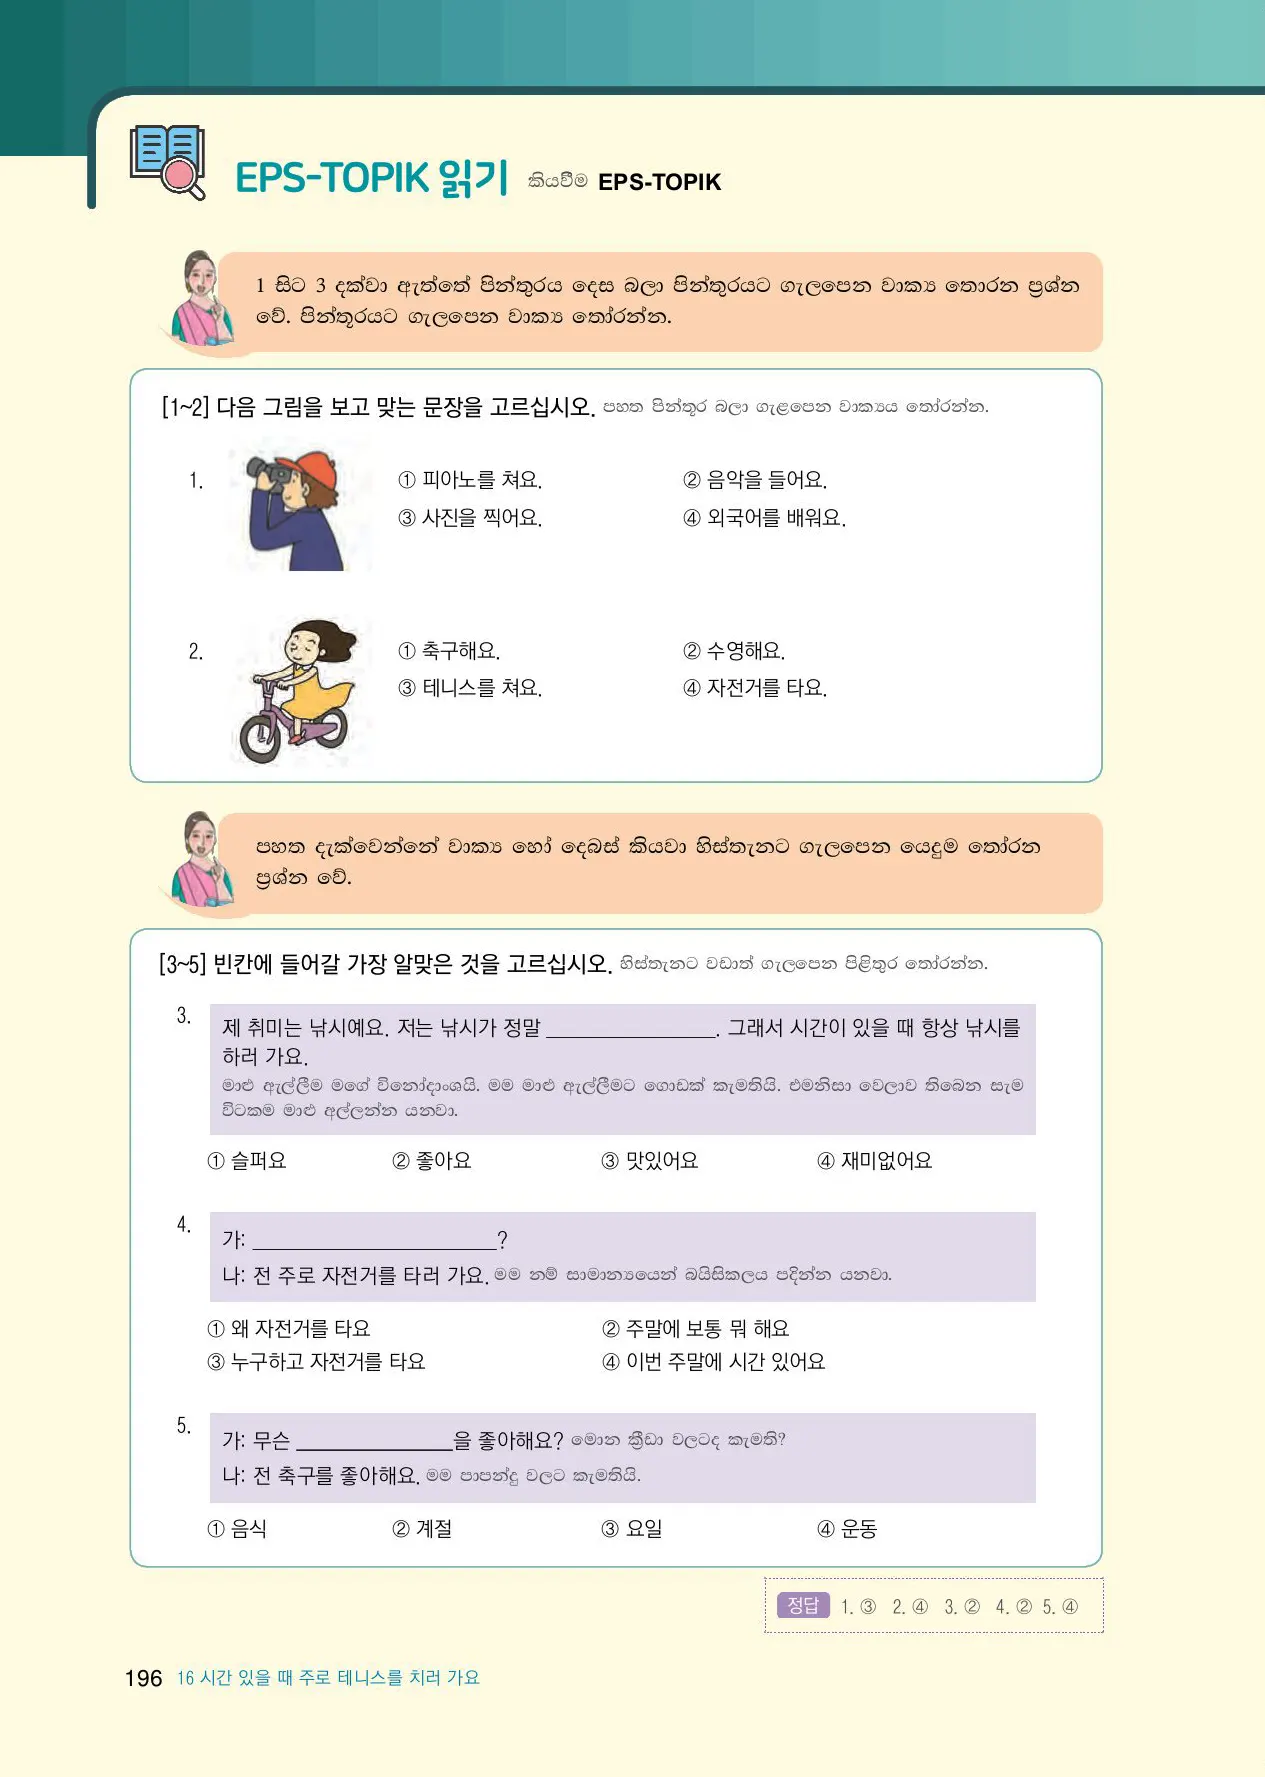 EPS-TOPIK 읽기 කියවීම EPS-TOPIK
1 සිට 3 දක්වා ඇත්තේ පින්තුරය දෙස බලා පින්තුරයට ගැලපෙන වාක්‍ය තොරන ප්‍රශ්න
වේ. පින්තූරයට ගැලපෙන වාක්‍ය තෝරන්න.
[1~2] 다음 그림을 보고 맞는 문장을 고르십시오. පහත පින්තූර බලා ගැළපෙන වාක්‍යය තෝරන්න.
1. ① 피아노를 쳐요. ② 음악을 들어요.
③ 사진을 찍어요. ④ 외국어를 배워요.
2. ① 축구해요. ② 수영해요.
③ 테니스를 쳐요. ④ 자전거를 타요.
පහත දැක්වෙන්නේ වාක්‍ය හෝ දෙබස් කියවා හිස්තැනට ගැලපෙන යෙදුම තෝරන
ප්‍රශ්න වේ.
[3~5] 빈칸에 들어갈 가장 알맞은 것을 고르십시오. හිස්තැනට වඩාත් ගැලපෙන පිළිතුර තෝරන්න.
3. 제 취미는 낚시예요. 저는 낚시가 정말 ________________. 그래서 시간이 있을 때 항상 낚시를
하러 가요.
මාළු ඇල්ලීම මගේ විනෝදාංශයි. මම මාළු ඇල්ලීමට ගොඩක් කැමතියි. එමනිසා වෙලාව තිබෙන සැම
විටකම මාළු අල්ලන්න යනවා.
① 슬퍼요 ② 좋아요 ③ 맛있어요 ④ 재미없어요
4. 가: ________________________?
나: 전 주로 자전거를 타러 가요. මම නම් සාමාන්‍යයෙන් බයිසිකලය පදින්න යනවා.
① 왜 자전거를 타요 ② 주말에 보통 뭐 해요
③ 누구하고 자전거를 타요 ④ 이번 주말에 시간 있어요
5. 가: 무슨 _______________을 좋아해요? මොන ක්‍රීඩා වලටද කැමති?
나: 전 축구를 좋아해요. මම පාපන්දු වලට කැමතියි.
① 음식 ② 계절 ③ 요일 ④ 운동
정답 1. ③ 2. ④ 3. ② 4. ② 5. ④
196 16 시간 있을 때 주로 테니스를 치러 가요